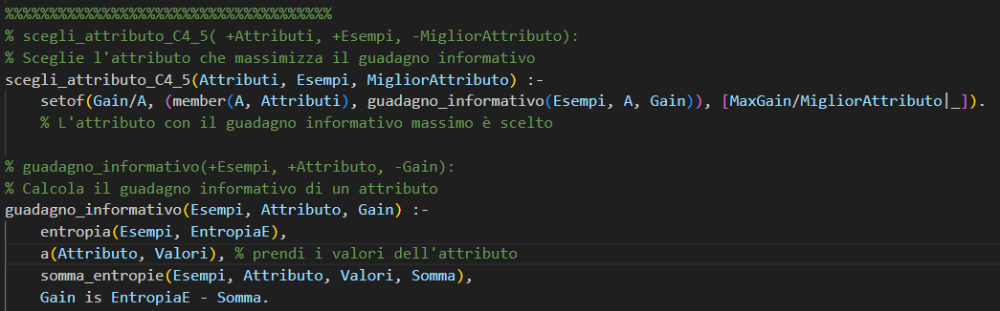 %%%%%%%%%%%%%%%%%%%%%%%%%%%%%%%%%%%%%
% scegli_attributo_C4_5( +Attributi, +Esempi, -MigliorAttributo):
% Sceglie l'attributo che massimizza il guadagno informativo
scegli_attributo_C4_5(Attributi, Esempi, MigliorAttributo) :-
    setof(Gain/A, (member(A, Attributi), guadagno_informativo(Esempi, A, Gain)), [MaxGain/MigliorAttributo|_]).
    % L'attributo con il guadagno informativo massimo è scelto

% guadagno_informativo(+Esempi, +Attributo, -Gain):
% Calcola il guadagno informativo di un attributo
guadagno_informativo(Esempi, Attributo, Gain) :-
    entropia(Esempi, EntropiaE),
    a(Attributo, Valori), % prendi i valori dell'attributo
    somma_entropie(Esempi, Attributo, Valori, Somma),
    Gain is EntropiaE - Somma.